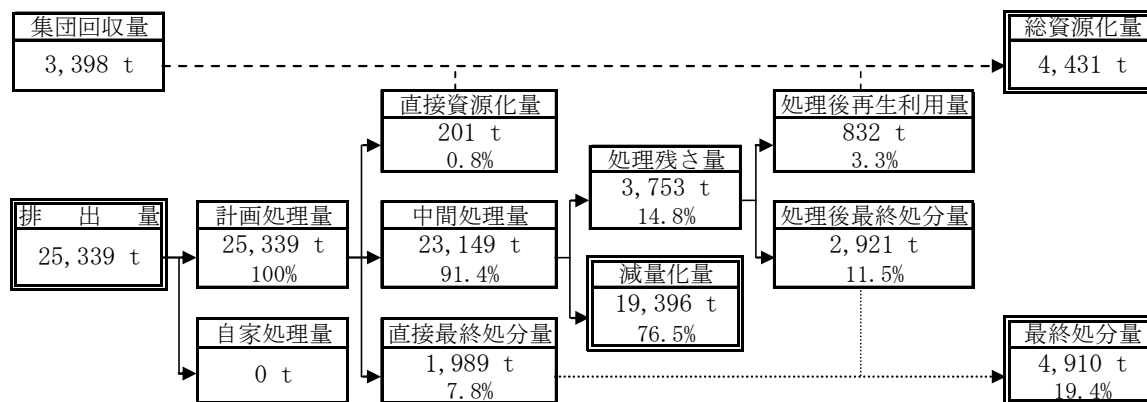 集団回収量
3,398 t
総資源化量
4,431 t
直接資源化量
201 t
0.8%
処理後再生利用量
832 t
3.3%
処理残さ量
3,753 t
14.8%
排出量
25,339 t
計画処理量
25,339 t
100%
中間処理量
23,149 t
91.4%
処理後最終処分量
2,921 t
11.5%
減量化量
19,396 t
76.5%
自家処理量
0 t
直接最終処分量
1,989 t
7.8%
最終処分量
4,910 t
19.4%